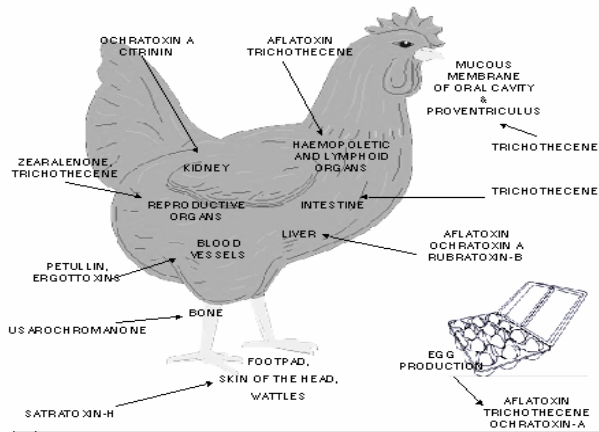 OCHRATOXIN A
CITRININ
AFLATOXIN
TRICHOTHECENE
MUCOUS
MEMBRANE
OF ORAL CAVITY
&
PROVENTRICULUS
TRICHOTHECENE
HAEMOPOLETIC
AND LYMPHOID
ORGANS
KIDNEY
ZEARALENONE,
TRICHOTHECENE
TRICHOTHECENE
REPRODUCTIVE
ORGANS
INTESTINE
LIVER
AFLATOXIN
OCHRATOXIN A
RUBRATOXIN-B
BLOOD
VESSELS
PETULLIN,
ERGOTTOXINS
BONE
USAROCHROMANONE
EGG
PRODUCTION
FOOTPAD,
SKIN OF THE HEAD,
WATTLES
SATRATOXIN-H
AFLATOXIN
TRICHOTHECENE
OCHRATOXIN-A